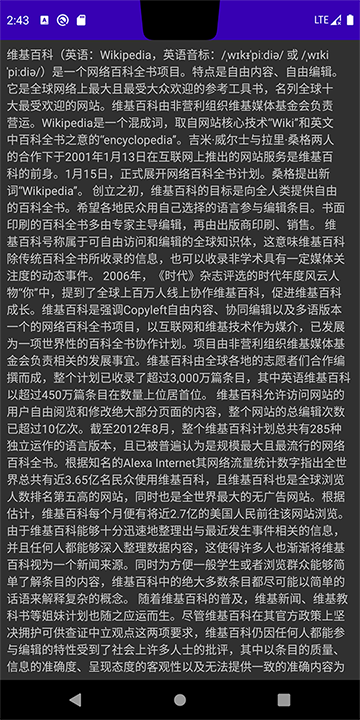 2:43
LTE
维基百科（英语：Wikipedia，英语音标：/ˌwɪkɪˈpiːdiə/ 或 /ˌwɪki
ˈpiːdiə/）是一个网络百科全书项目。特点是自由内容、自由编辑。
它是全球网络上最大且最受大众欢迎的参考工具书，名列全球十
大最受欢迎的网站。维基百科由非营利组织维基媒体基金会负责
营运。Wikipedia是一个混成词，取自网站核心技术“Wiki”和英文
中百科全书之意的“encyclopedia”。吉米·威尔士与拉里·桑格两人
的合作下于2001年1月13日在互联网上推出的网站服务是维基百
科的前身。1月15日，正式展开网络百科全书计划。桑格提出新
词“Wikipedia”。 创立之初，维基百科的目标是向全人类提供自由
的百科全书。希望各地民众用自己选择的语言参与编辑条目。书面
印刷的百科全书多由专家主导编辑，再由出版商印刷、销售。 维
基百科号称属于可自由访问和编辑的全球知识体，这意味维基百科
除传统百科全书所收录的信息，也可以收录非学术具有一定媒体关
注度的动态事件。 2006年，《时代》杂志评选的时代年度风云人
物“你”中，提到了全球上百万人线上协作维基百科，促进维基百科
成长。维基百科是强调Copyleft自由内容、协同编辑以及多语版本
一个的网络百科全书项目，以互联网和维基技术作为媒介，已发展
为一项世界性的百科全书协作计划。项目由非营利组织维基媒体基
金会负责相关的发展事宜。维基百科由全球各地的志愿者们合作编
撰而成，整个计划已收录了超过3,000万篇条目，其中英语维基百科
以超过450万篇条目在数量上位居首位。 维基百科允许访问网站的
用户自由阅览和修改绝大部分页面的内容，整个网站的总编辑次数
已超过10亿次。截至2012年8月，整个维基百科计划总共有285种
独立运作的语言版本，且已被普遍认为是规模最大且最流行的网络
百科全书。根据知名的Alexa Internet其网络流量统计数字指出全世
界总共有近3.65亿名民众使用维基百科，且维基百科也是全球浏览
人数排名第五高的网站，同时也是全世界最大的无广告网站。根据
估计，维基百科每个月便有将近2.7亿的美国人民前往该网站浏览。
由于维基百科能够十分迅速地整理出与最近发生事件相关的信息，
并且任何人都能够深入整理数据内容，这使得许多人也渐渐将维基
百科视为一个新闻来源。同时为方便一般学生或者浏览群众能够简
单了解条目的内容，维基百科中的绝大多数条目都尽可能以简单的
话语来解释复杂的概念。 随着维基百科的普及，维基新闻、维基教
科书等姐妹计划也随之应运而生。尽管维基百科在其官方政策上坚
决拥护可供查证中立观点这两项要求，维基百科仍因任何人都能参
与编辑的特性受到了社会上许多人士的批评，其中以条目的质量、
信息的准确度、呈现态度的客观性以及无法提供一致的准确内容为